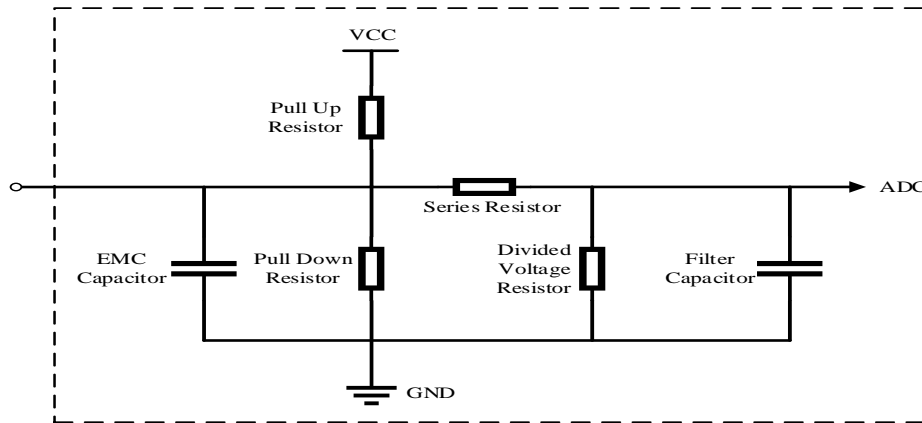 VCC
Pull Up
Resistor
Series Resistor
ADC
EMC
Capacitor
Pull Down
Resistor
Divided
Voltage
Resistor
Filter
Capacitor
GND